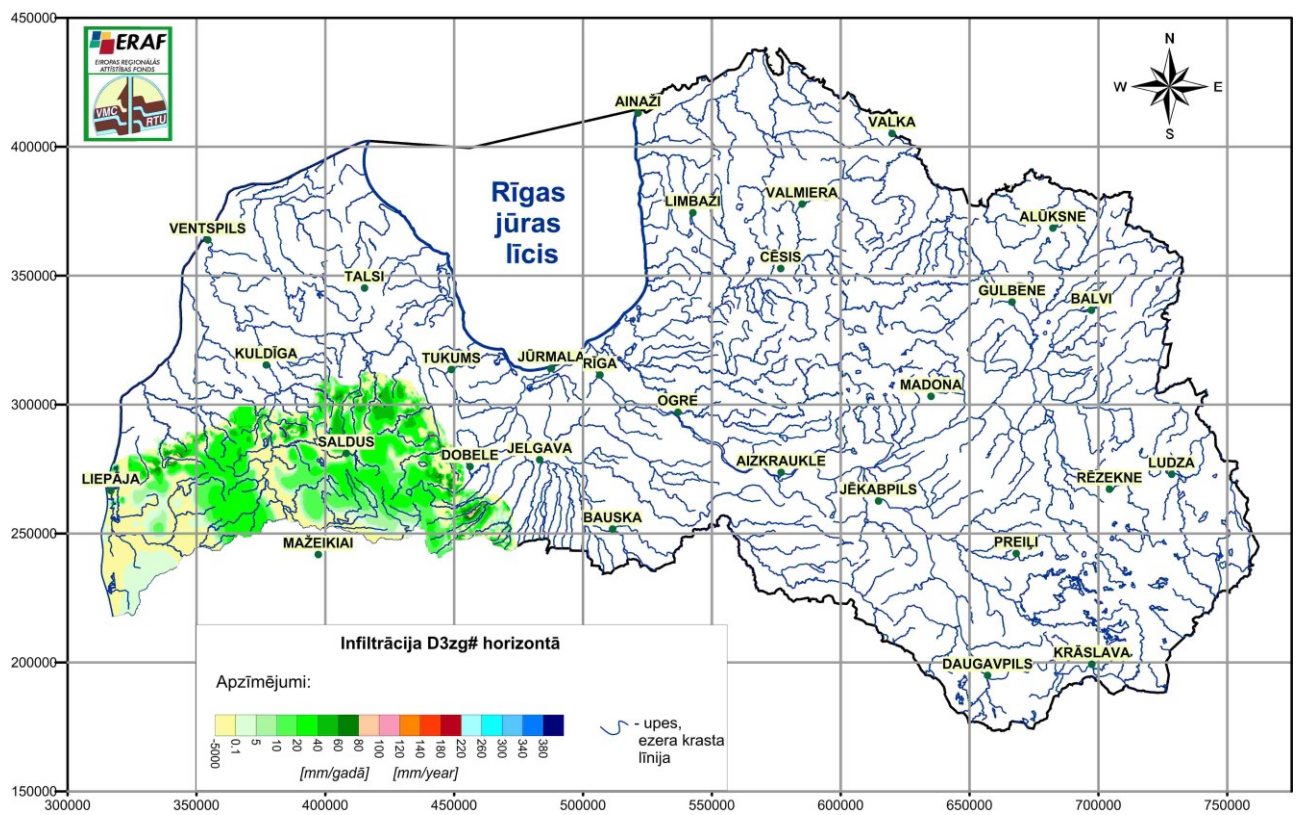 450000
400000
350000
300000
250000
200000
150000
300000 350000 400000 450000 500000 550000 600000 650000 700000 750000
ERAF
EIROPAS REĢIONĀLĀS
ATTĪSTĪBAS FONDS
VMC
RTU
N
W E
S
AINAŽI
VALKA
Rīgas
jūras
līcis
LIMBAŽI
VALMIERA
ALŪKSNE
VENTSPILS
TALSI
CĒSIS
GULBENE
BALVI
KULDĪGA
TUKUMS
JŪRMALA
RĪGA
MADONA
OGRE
SALDUS
DOBELE
JELGAVA
AIZKRAUKLE
LIEPĀJA
JĒKABPILS
RĒZEKNE
LUDZA
BAUSKA
MAŽEIKIAI
PREIĻI
DAUGAVPILS
KRĀSLAVA
Infiltrācija D3zg# horizontā
Apzīmējumi:
-5000 0.1 5 10 20 40 60 80 100 120 140 180 220 260 300 340 380
[mm/gadā] [mm/year]
- upes,
ezera krasta
līnija